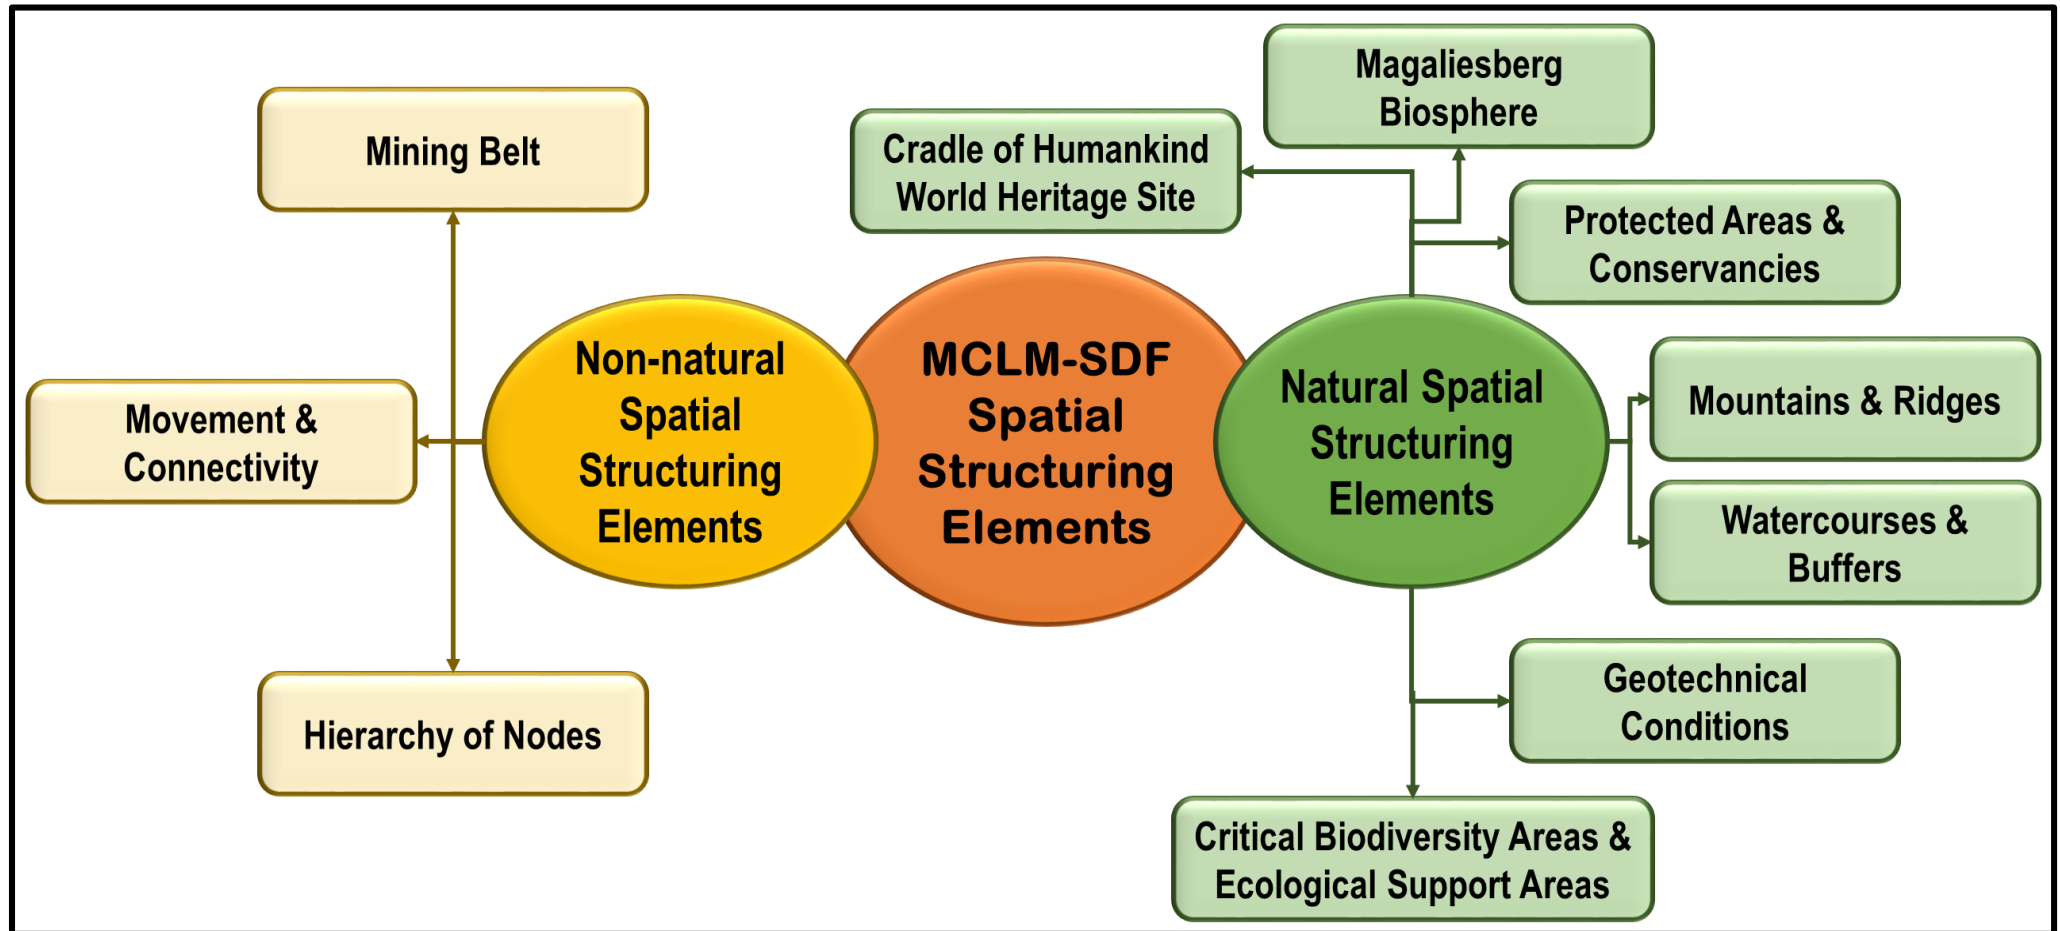 Mining Belt
Movement &
Connectivity
Hierarchy of Nodes
Non-natural
Spatial
Structuring
Elements
MCLM-SDF
Spatial
Structuring
Elements
Natural Spatial
Structuring
Elements
Cradle of Humankind
World Heritage Site
Magaliesberg
Biosphere
Protected Areas &
Conservancies
Mountains & Ridges
Watercourses &
Buffers
Geotechnical
Conditions
Critical Biodiversity Areas &
Ecological Support Areas